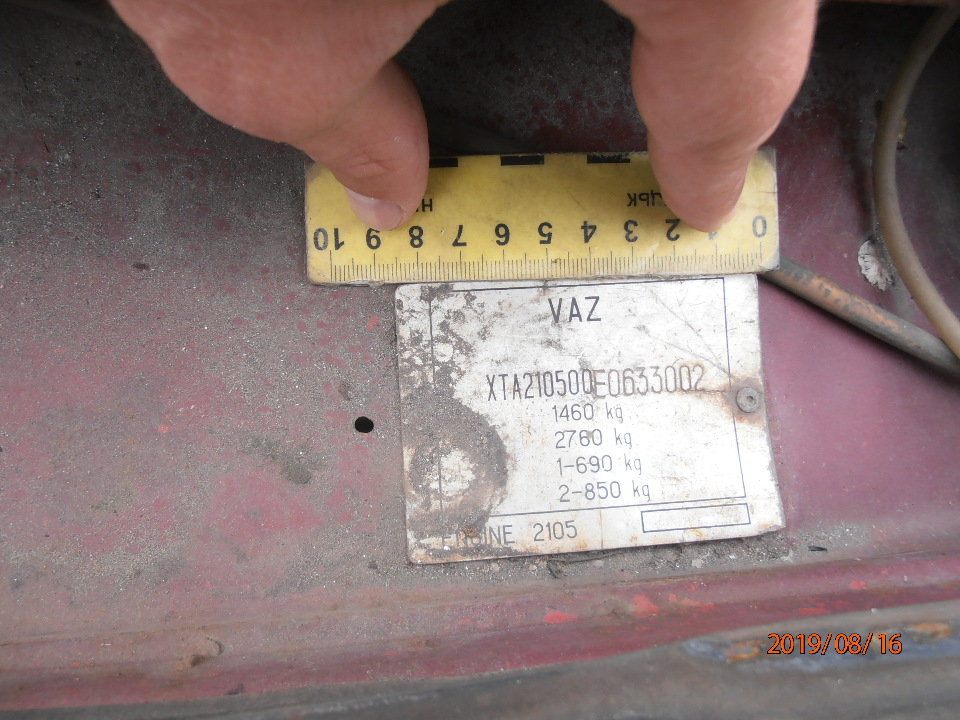 10 9 8 7 6 5 4 3 2 1 0
VAZ
XTA210500E0633002
1460 kg
2760 kg
1-690 kg
2-850 kg
ENGINE 2105
2019/08/16